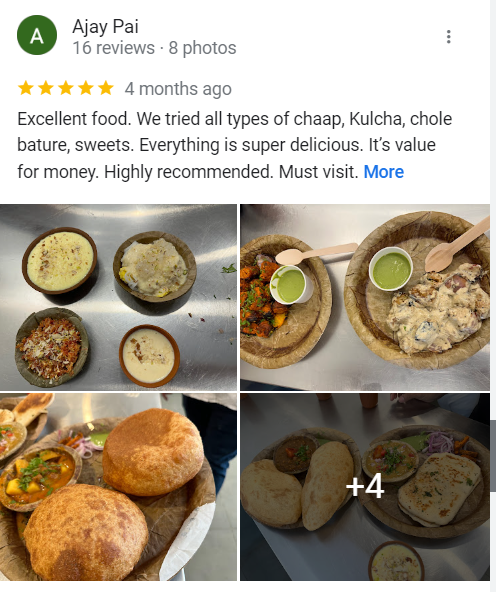 A
Ajay Pai
16 reviews · 8 photos
4 months ago
Excellent food. We tried all types of chaap, Kulcha, chole
bature, sweets. Everything is super delicious. It’s value
for money. Highly recommended. Must visit. More
+4